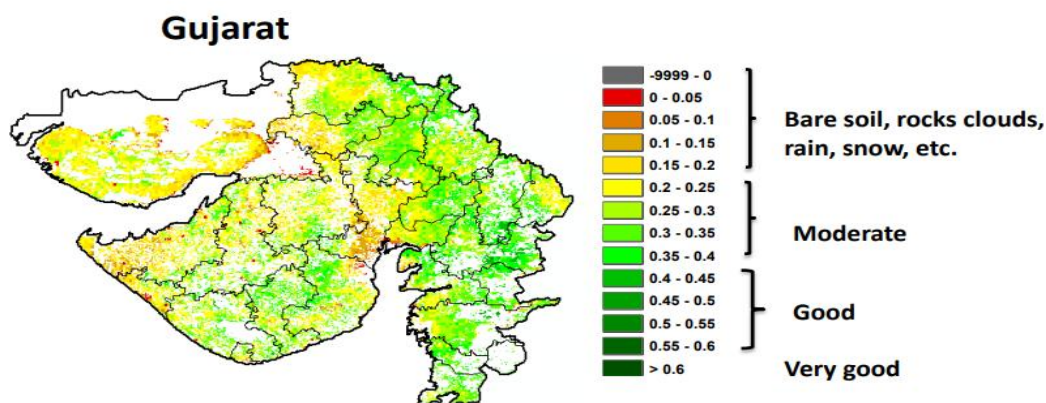 Gujarat
-9999 - 0
0 - 0.05
0.05 - 0.1
0.1 - 0.15
0.15 - 0.2
0.2 - 0.25
0.25 - 0.3
0.3 - 0.35
0.35 - 0.4
0.4 - 0.45
0.45 - 0.5
0.5 - 0.55
0.55 - 0.6
> 0.6
Bare soil, rocks clouds,
rain, snow, etc.
Moderate
Good
Very good